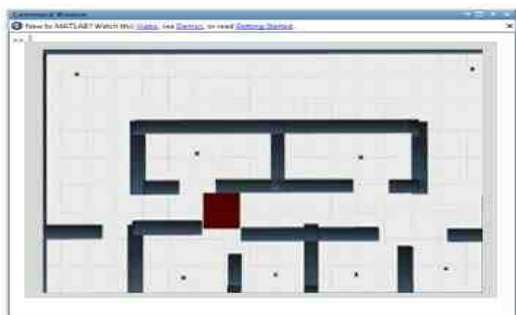 Command Window
New to MATLAB? Watch this Video, see Demos, or read Getting Started.
>>